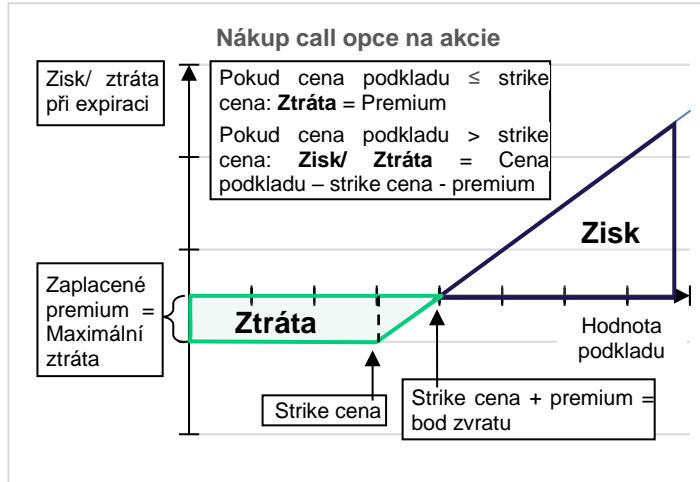 Nákup call opce na akcie
Zisk/ ztráta
při expiraci
Pokud cena podkladu ≤ strike
cena: Ztráta = Premium
Pokud cena podkladu > strike
cena: Zisk/ Ztráta = Cena
podkladu – strike cena - premium
Zisk
Zaplacené
premium =
Maximální
ztráta
Ztráta
Hodnota
podkladu
Strike cena
Strike cena + premium =
bod zvratu